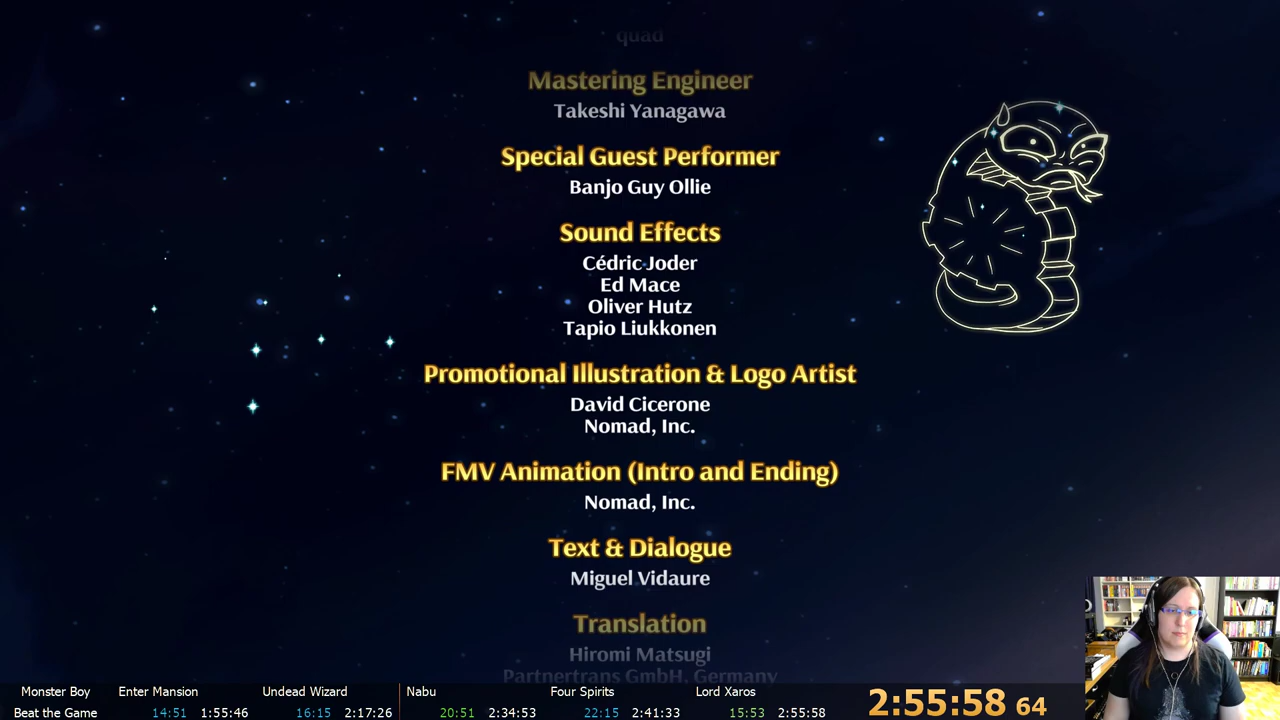 quad
Mastering Engineer
Takeshi Yanagawa
Special Guest Performer
Banjo Guy Ollie
Sound Effects
Cédric Joder
Ed Mace
Oliver Hutz
Tapio Liukkonen
Promotional Illustration & Logo Artist
David Cicerone
Nomad, Inc.
FMV Animation (Intro and Ending)
Nomad, Inc.
Text & Dialogue
Miguel Vidaure
Translation
Hiromi Matsugi
Partnertrans GmbH, Germany
Monster Boy Enter Mansion Undead Wizard Nabu Four Spirits Lord Xaros
Beat the Game 14:51 1:55:46 16:15 2:17:26 20:51 2:34:53 22:15 2:41:33 15:53 2:55:58
2:55:58 64